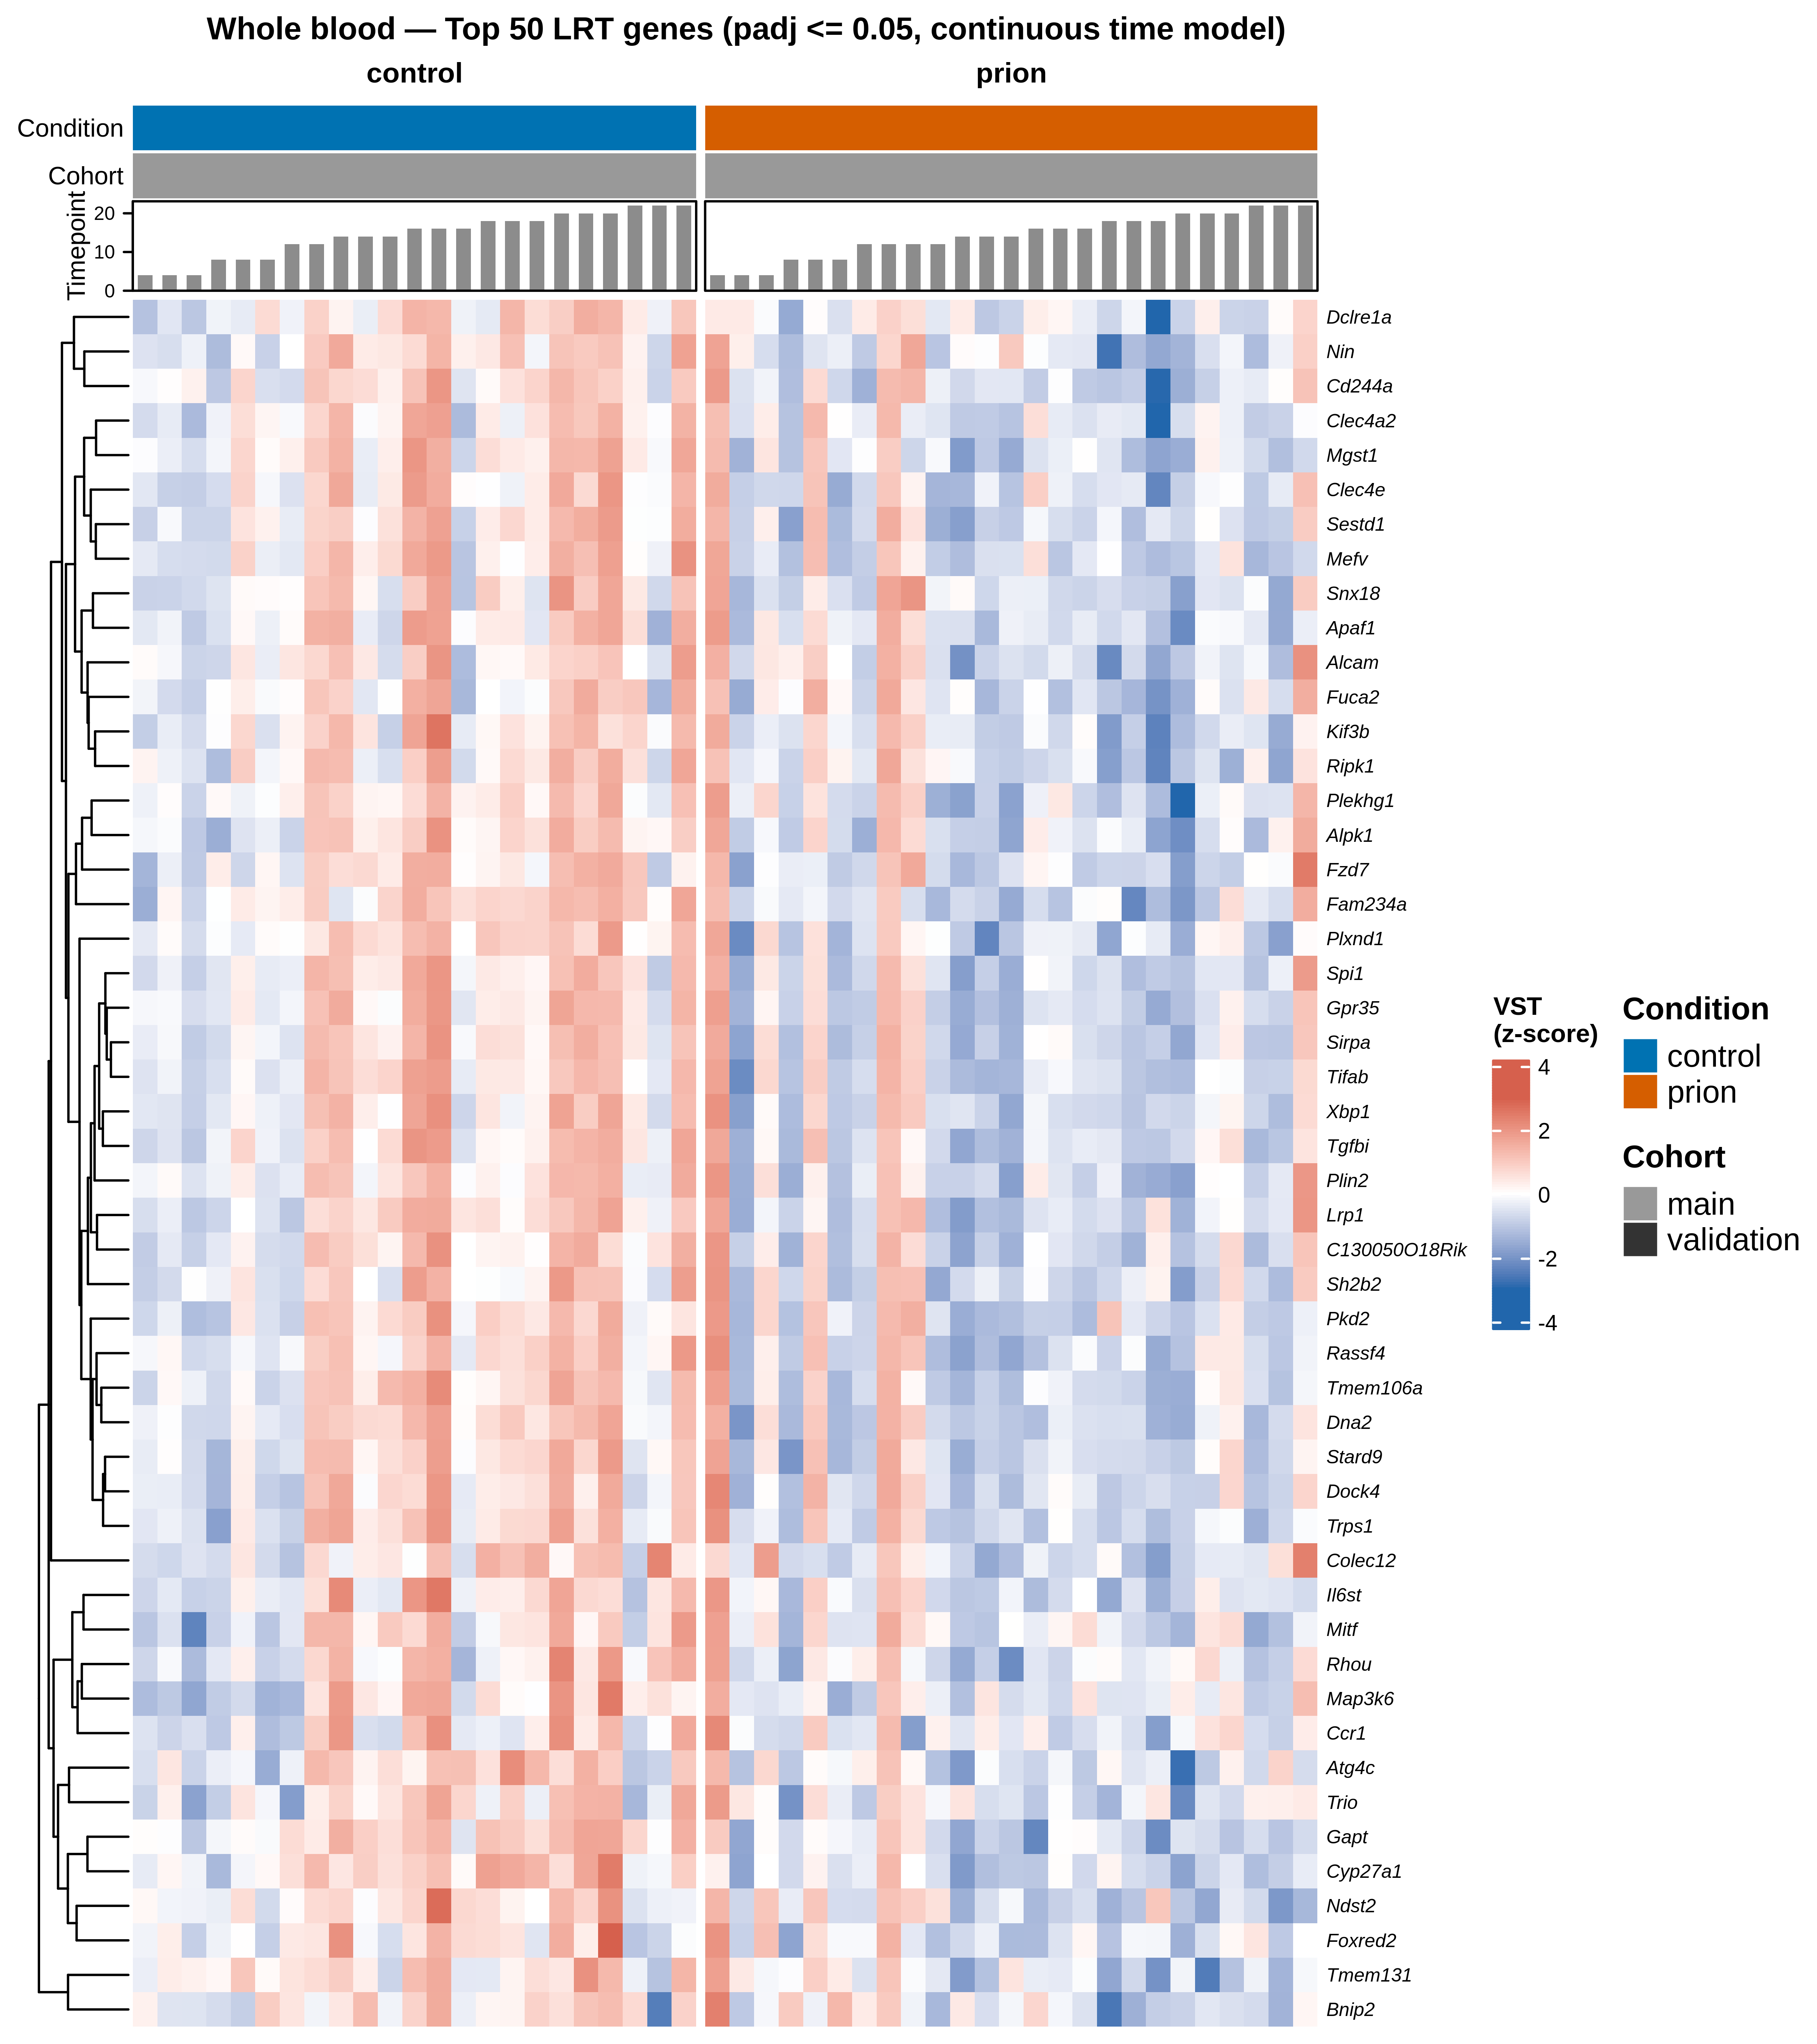 Whole blood — Top 50 LRT genes (padj <= 0.05, continuous time model)
control
prion
Condition
Cohort
Timepoint
20
10
0
Dclre1a
Nin
Cd244a
Clec4a2
Mgst1
Clec4e
Sestd1
Mefv
Snx18
Apaf1
Alcam
Fuca2
Kif3b
Ripk1
Plekhg1
Alpk1
Fzd7
Fam234a
Plxnd1
Spi1
Gpr35
Sirpa
Tifab
Xbp1
Tgfbi
Plin2
Lrp1
C130050O18Rik
Sh2b2
Pkd2
Rassf4
Tmem106a
Dna2
Stard9
Dock4
Trps1
Colec12
Il6st
Mitf
Rhou
Map3k6
Ccr1
Atg4c
Trio
Gapt
Cyp27a1
Ndst2
Foxred2
Tmem131
Bnip2
VST
(z-score)
4
2
0
-2
-4
Condition
control
prion
Cohort
main
validation